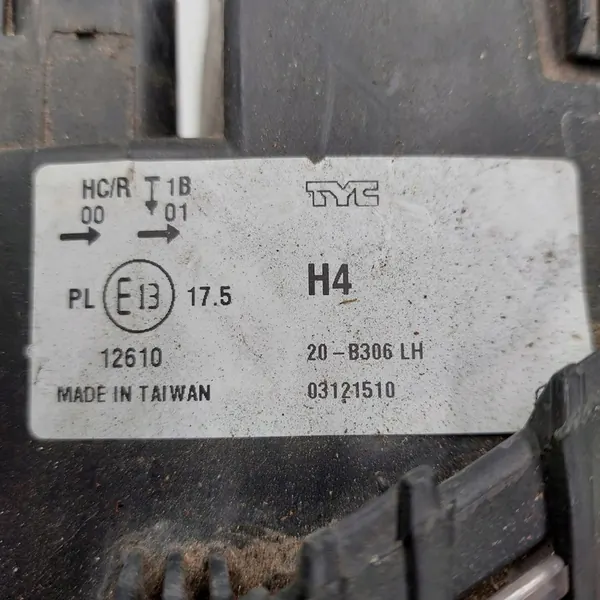 HC/R 1B
00 01
PL E13 17.5
12610
MADE IN TAIWAN
TYC
H4
20-B306 LH
03121510